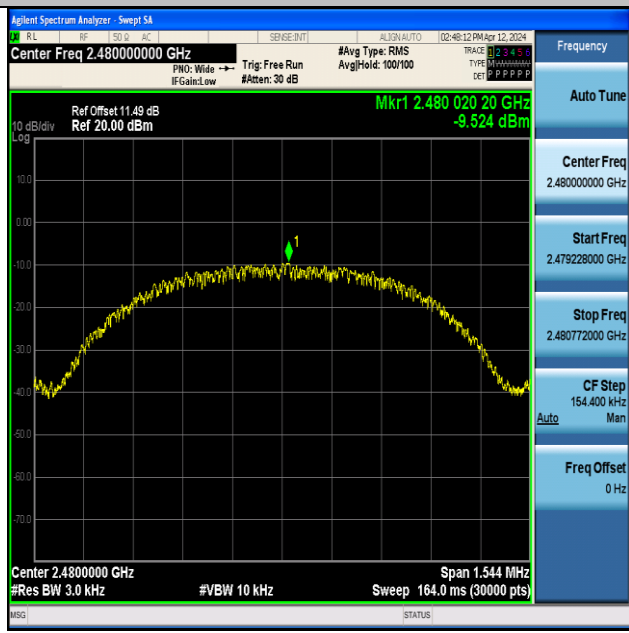 Agilent Spectrum Analyzer - Swept SA
RL RF 50 Ω AC SENSE:INT ALIGN AUTO 02:48:12 PM Apr 12, 2024
Center Freq 2.480000000 GHz
PNO: Wide
IFGain:Low
Trig: Free Run
#Atten: 30 dB
#Avg Type: RMS
Avg|Hold: 100/100
TRACE 1 2 3 4 5 6
TYPE M
DET P P P P P P
Mkr1 2.480 020 20 GHz
-9.524 dBm
Ref Offset 11.49 dB
10 dB/div Ref 20.00 dBm
Log
10.0
0.00
-10.0
-20.0
-30.0
-40.0
-50.0
-60.0
-70.0
1
Center 2.4800000 GHz Span 1.544 MHz
#Res BW 3.0 kHz #VBW 10 kHz Sweep 164.0 ms (30000 pts)
MSG STATUS
Frequency
Auto Tune
Center Freq
2.480000000 GHz
Start Freq
2.479228000 GHz
Stop Freq
2.480772000 GHz
CF Step
154.400 kHz
Auto Man
Freq Offset
0 Hz